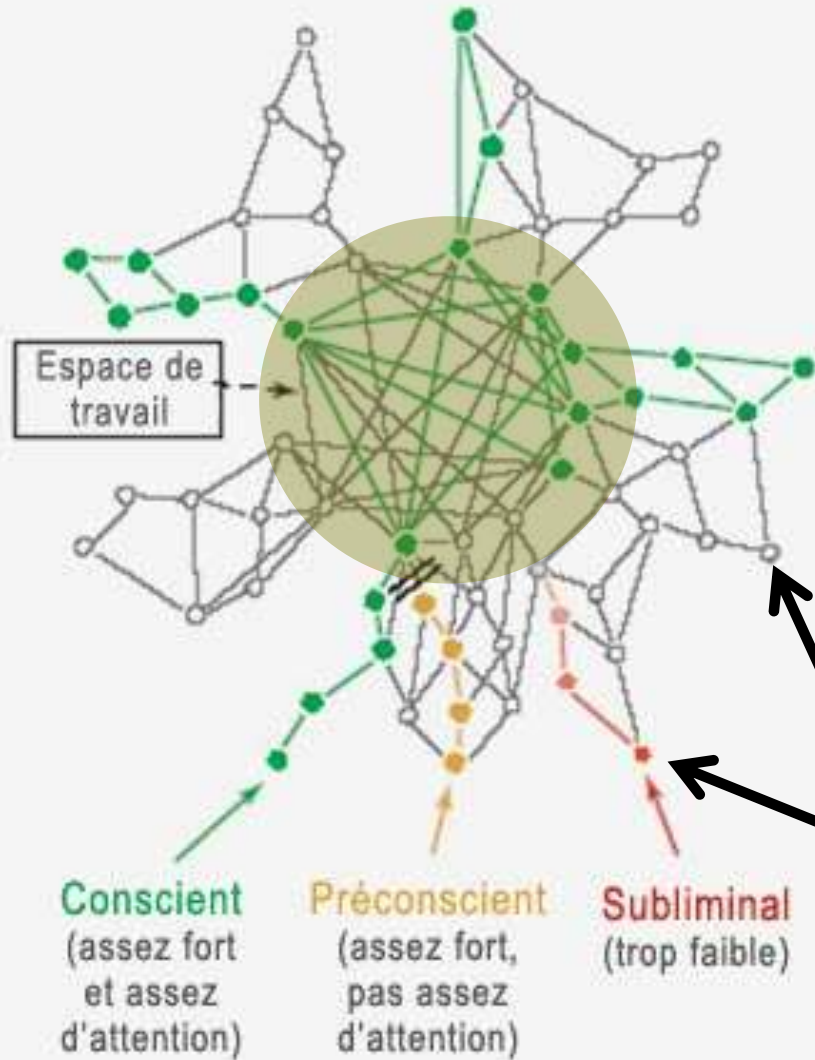 Espace de
travail
Conscient
(assez fort
et assez
d'attention)
Préconscient
(assez fort,
pas assez
d'attention)
Subliminal
(trop faible)